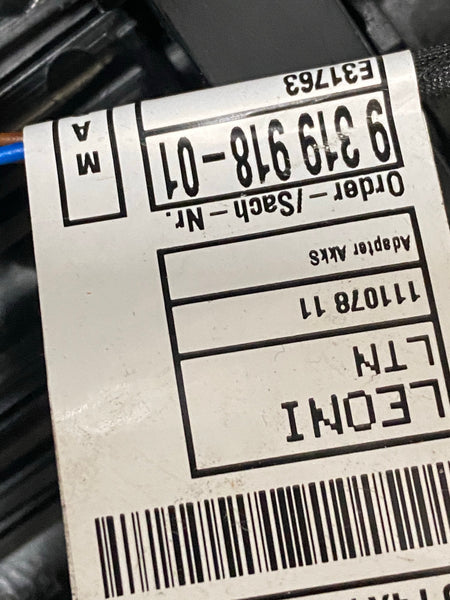 LEONI
LTN
111078 11
Adapter AkkS
Order-/Sach-Nr.
9 319 918-01
E31763
M
A